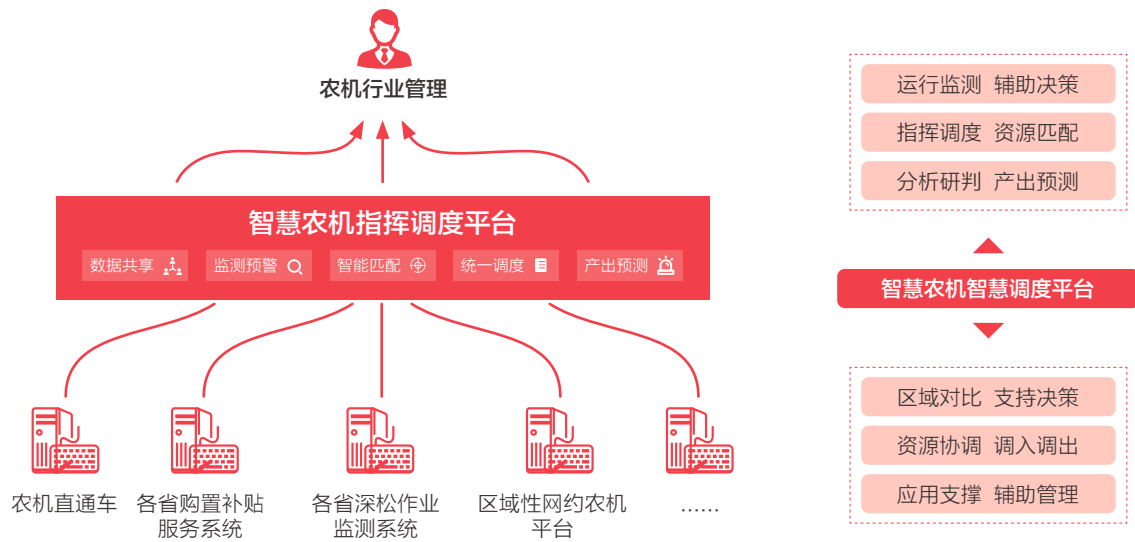 农机行业管理
智慧农机指挥调度平台
数据共享
监测预警
智能匹配
统一调度
产出预测
农机直通车
各省购置补贴
服务系统
各省深松作业
监测系统
区域性网约农机
平台
......
运行监测 辅助决策
指挥调度 资源匹配
分析研判 产出预测
智慧农机智慧调度平台
区域对比 支持决策
资源协调 调入调出
应用支撑 辅助管理